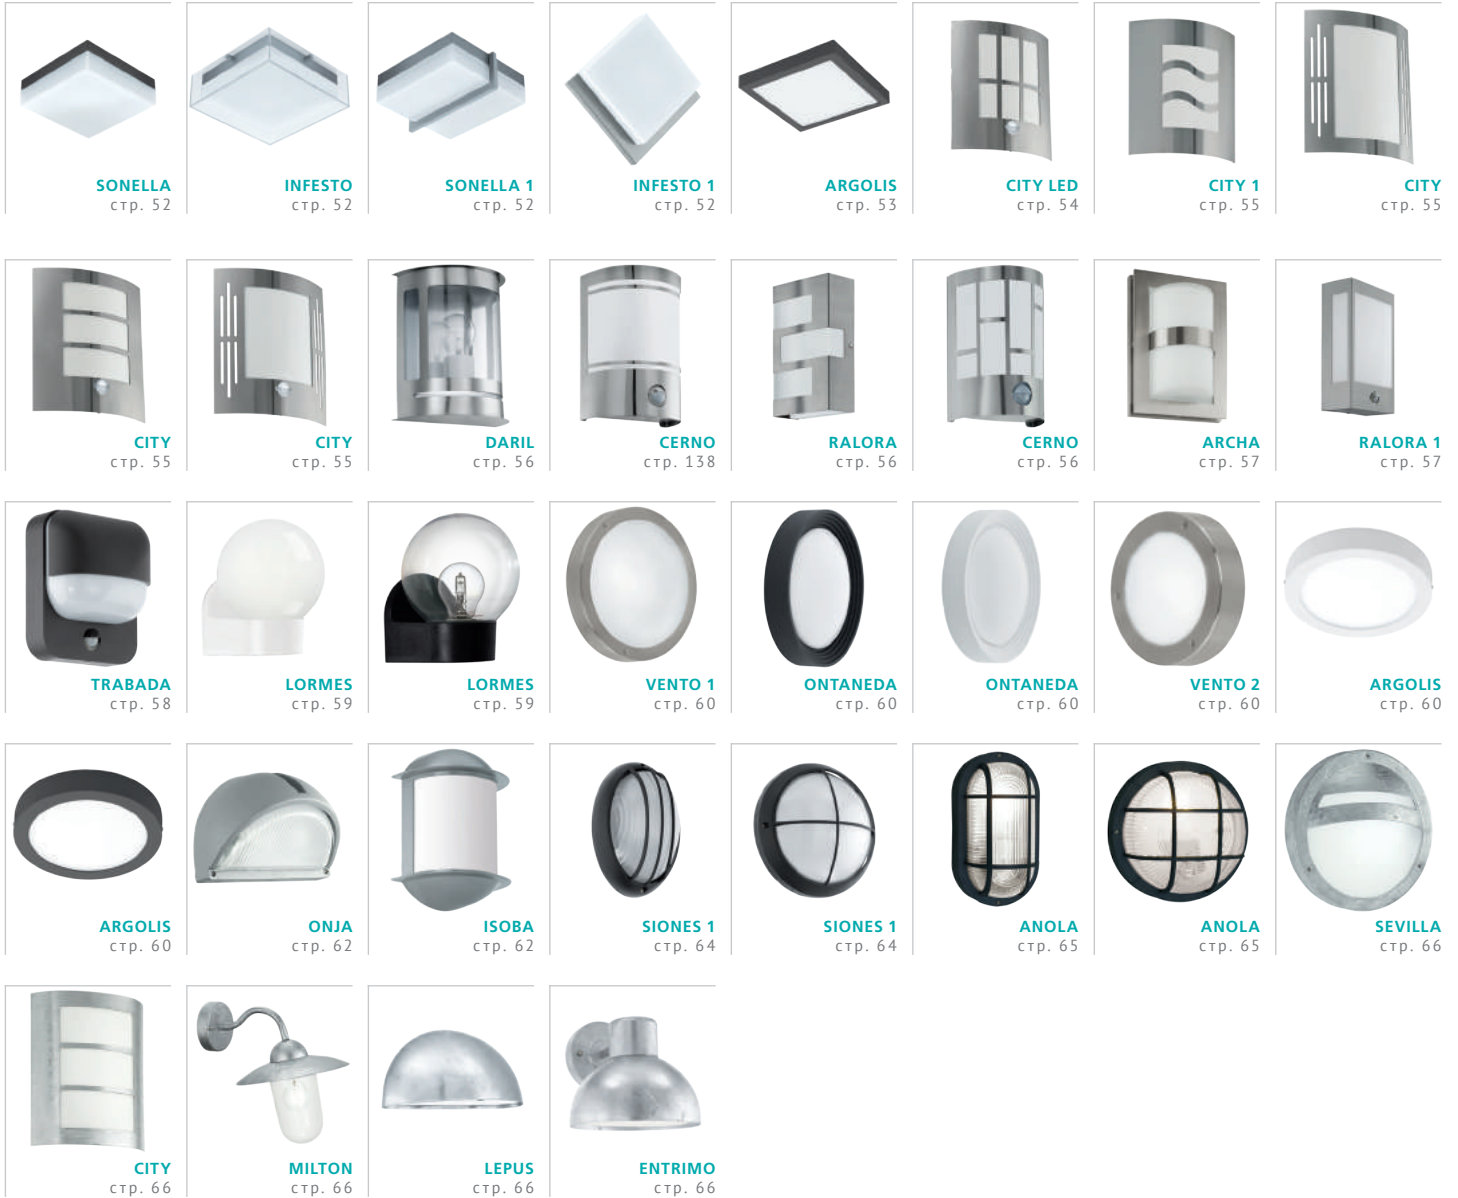 SONELLA
стр. 52
INFESTO
стр. 52
SONELLA 1
стр. 52
INFESTO 1
стр. 52
ARGOLIS
стр. 53
CITY LED
стр. 54
CITY 1
стр. 55
CITY
стр. 55
CITY
стр. 55
CITY
стр. 55
DARIL
стр. 56
CERNO
стр. 138
RALORA
стр. 56
CERNO
стр. 56
ARCHA
стр. 57
RALORA 1
стр. 57
TRABADA
стр. 58
LORMES
стр. 59
LORMES
стр. 59
VENTO 1
стр. 60
ONTANEDA
стр. 60
ONTANEDA
стр. 60
VENTO 2
стр. 60
ARGOLIS
стр. 60
ARGOLIS
стр. 60
ONJA
стр. 62
ISOBA
стр. 62
SIONES 1
стр. 64
SIONES 1
стр. 64
ANOLA
стр. 65
ANOLA
стр. 65
SEVILLA
стр. 66
CITY
стр. 66
MILTON
стр. 66
LEPUS
стр. 66
ENTRIMO
стр. 66